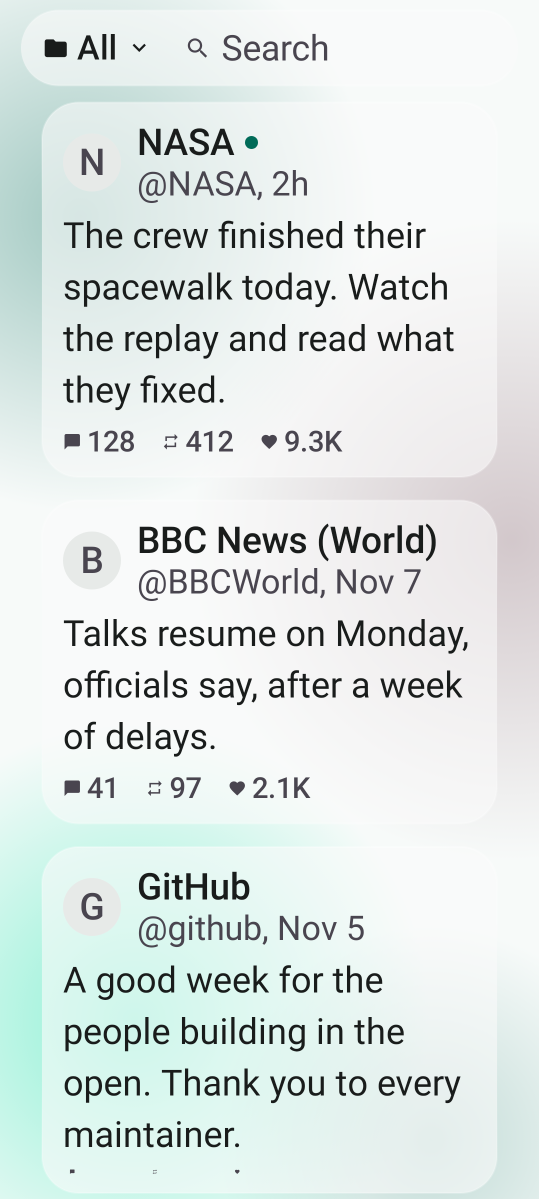 All Search
N NASA
@NASA, 2h
The crew finished their
spacewalk today. Watch
the replay and read what
they fixed.
128 412 9.3K
B BBC News (World)
@BBCWorld, Nov 7
Talks resume on Monday,
officials say, after a week
of delays.
41 97 2.1K
G GitHub
@github, Nov 5
A good week for the
people building in the
open. Thank you to every
maintainer.